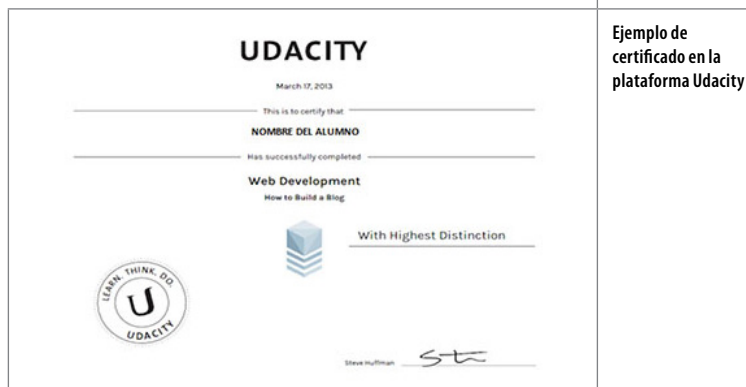 UDACITY
March 17, 2013
This is to certify that
NOMBRE DEL ALUMNO
Has successfully completed
Web Development
How to Build a Blog
With Highest Distinction
LEARN. THINK. DO.
U
UDACITY
Steve Huffman
Ejemplo de
certificado en la
plataforma Udacity